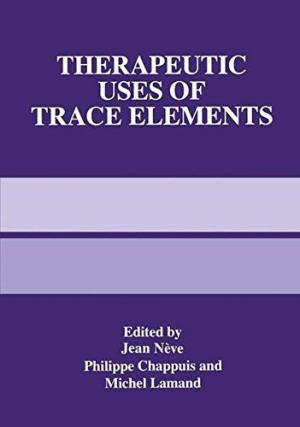 THERAPEUTIC
USES OF
TRACE ELEMENTS
Edited by
Jean Nève
Philippe Chappuis and
Michel Lamand